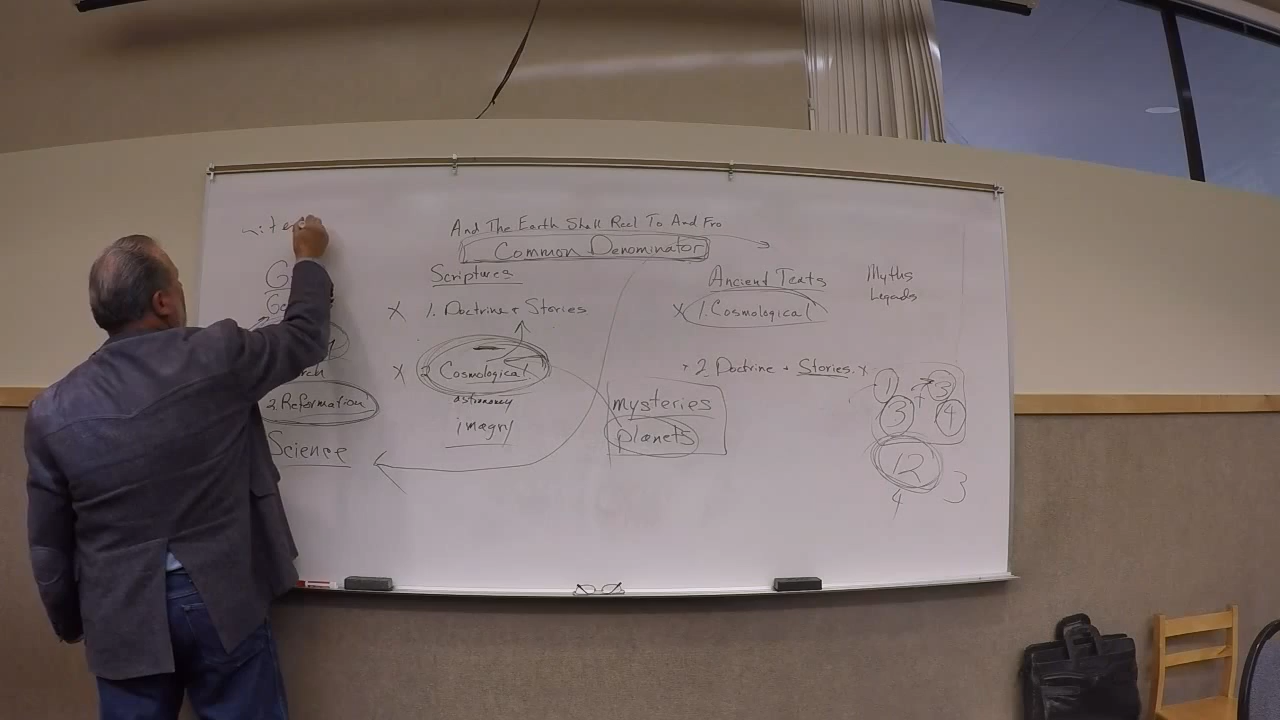 And The Earth Shall Reel To And Fro
Common Denominator
Scriptures
X 1. Doctrine + Stories
X 2 Cosmological
astronomy
imagry
mysteries
planets
Ancient Texts
X 1. Cosmological
x 2 Doctrine + Stories. x
Myths
Legends
1 3
3 4
12
4 3
2. Reformation
Science